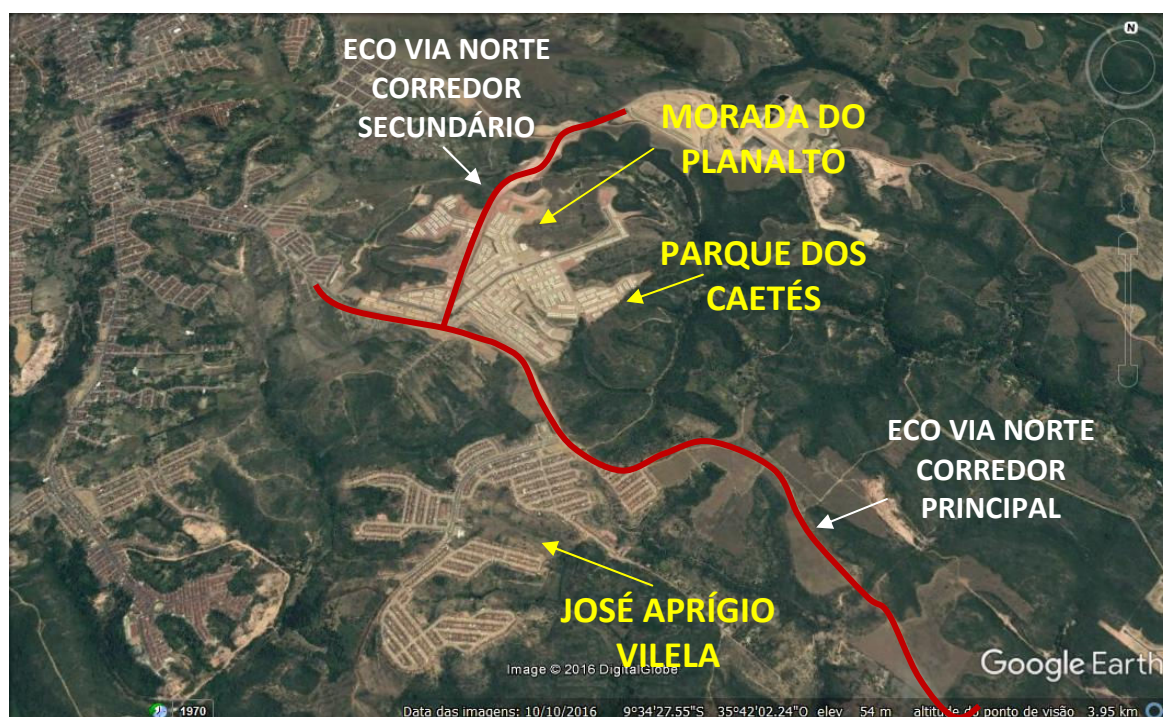 N
ECO VIA NORTE
CORREDOR
SECUNDÁRIO
MORADA DO
PLANALTO
PARQUE DOS
CAETÉS
ECO VIA NORTE
CORREDOR
PRINCIPAL
JOSÉ APRÍGIO
VILELA
Image © 2016 DigitalGlobe
Google Earth
1970
Data das imagens: 10/10/2016 9°34'27.55"S 35°42'02.24"O elev 54 m altitude do ponto de visão 3.95 km